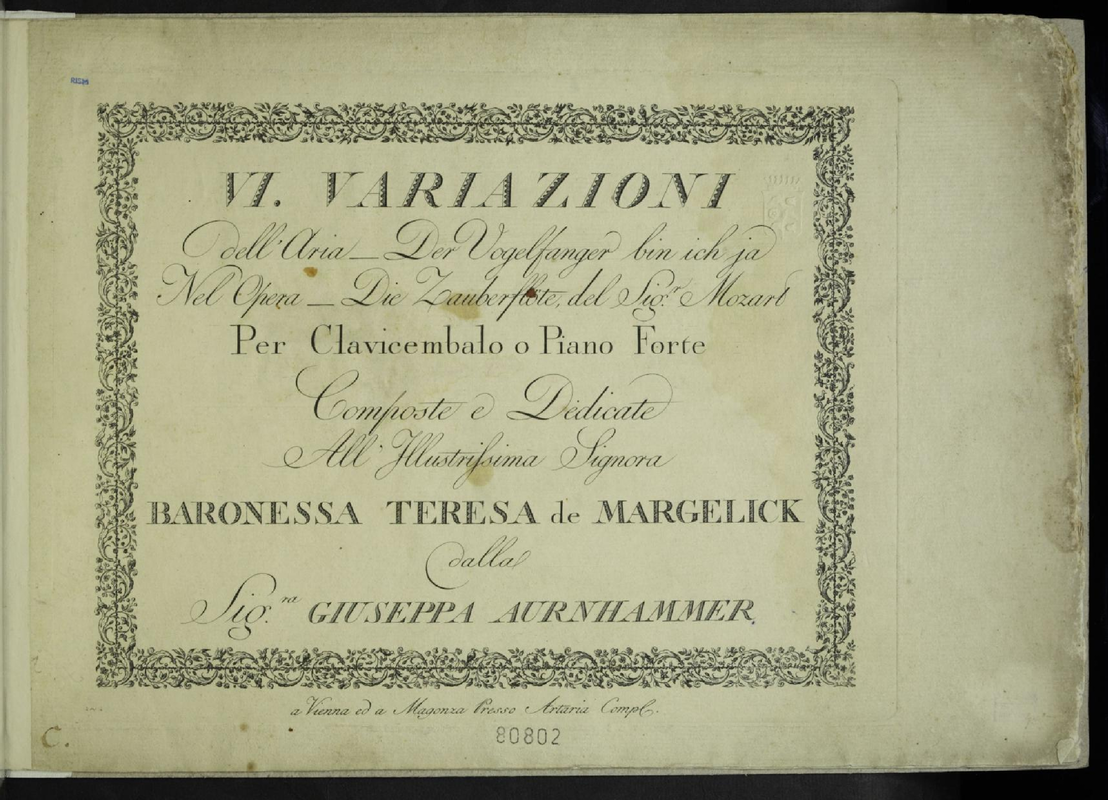 RISM
VI. VARIAZIONI
dell'Aria _ Der Vogelfanger bin ich ja
Nel Opera _ Die Zauberflöte, del Sig.r Mozart
Per Clavicembalo o Piano Forte
Composte e Dedicate
All'Jllustriſsima Signora
BARONESSA TERESA de MARGELICK
dalla
Sig.ra GIUSEPPA AURNHAMMER.
a Vienna ed a Magonza Presso Artaria Comp.
80802
C.